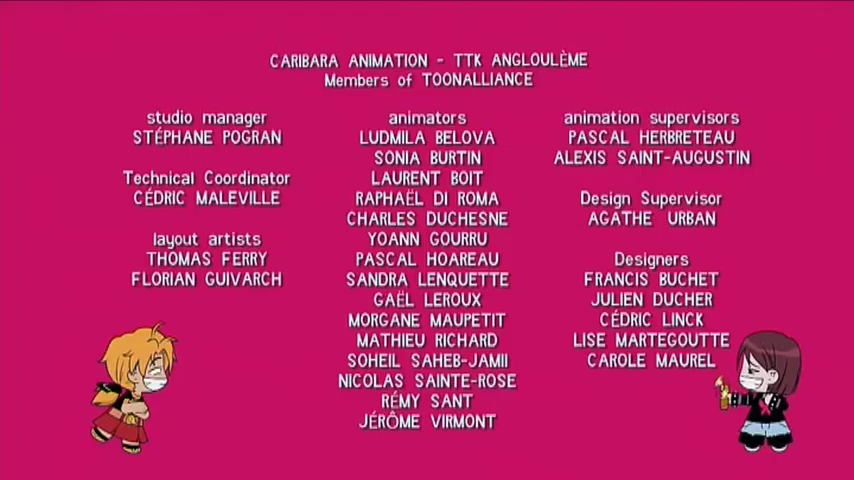 CARIBARA ANIMATION - TTK ANGLOULÈME
Members of TOONALLIANCE
studio manager
STÉPHANE POGRAN
Technical Coordinator
CÉDRIC MALEVILLE
layout artists
THOMAS FERRY
FLORIAN GUIVARCH
animators
LUDMILA BELOVA
SONIA BURTIN
LAURENT BOIT
RAPHAËL DI ROMA
CHARLES DUCHESNE
YOANN GOURRU
PASCAL HOAREAU
SANDRA LENQUETTE
GAËL LEROUX
MORGANE MAUPETIT
MATHIEU RICHARD
SOHEIL SAHEB-JAMII
NICOLAS SAINTE-ROSE
RÉMY SANT
JÉRÔME VIRMONT
animation supervisors
PASCAL HERBRETEAU
ALEXIS SAINT-AUGUSTIN
Design Supervisor
AGATHE URBAN
Designers
FRANCIS BUCHET
JULIEN DUCHER
CÉDRIC LINCK
LISE MARTEGOUTTE
CAROLE MAUREL